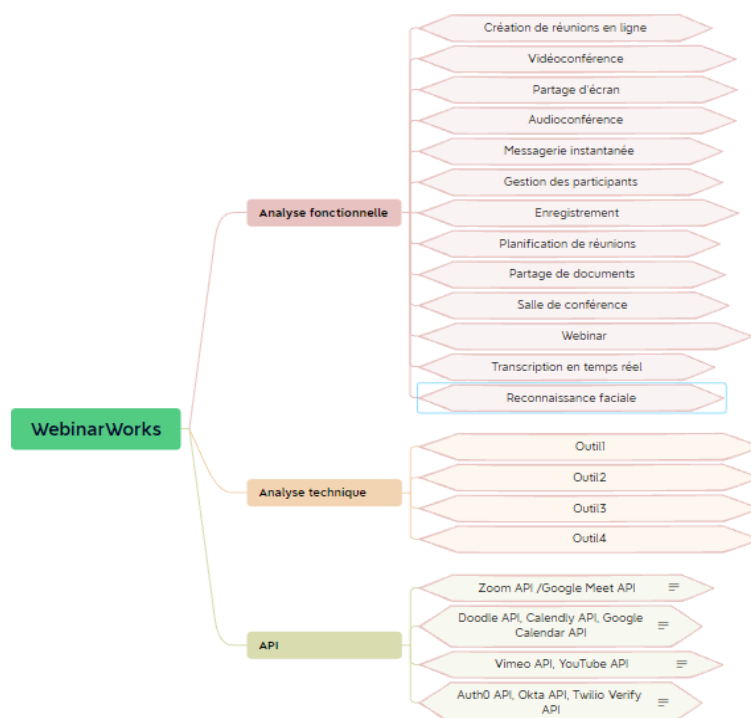 Création de réunions en ligne
Vidéoconférence
Partage d'écran
Audioconférence
Messagerie instantanée
Gestion des participants
Analyse fonctionnelle
Enregistrement
Planification de réunions
Partage de documents
Salle de conférence
Webinar
Transcription en temps réel
Reconnaissance faciale
WebinarWorks
Outil1
Outil2
Analyse technique
Outil3
Outil4
Zoom API /Google Meet API
Doodle API, Calendly API, Google
Calendar API
API
Vimeo API, YouTube API
Auth0 API, Okta API, Twilio Verify
API